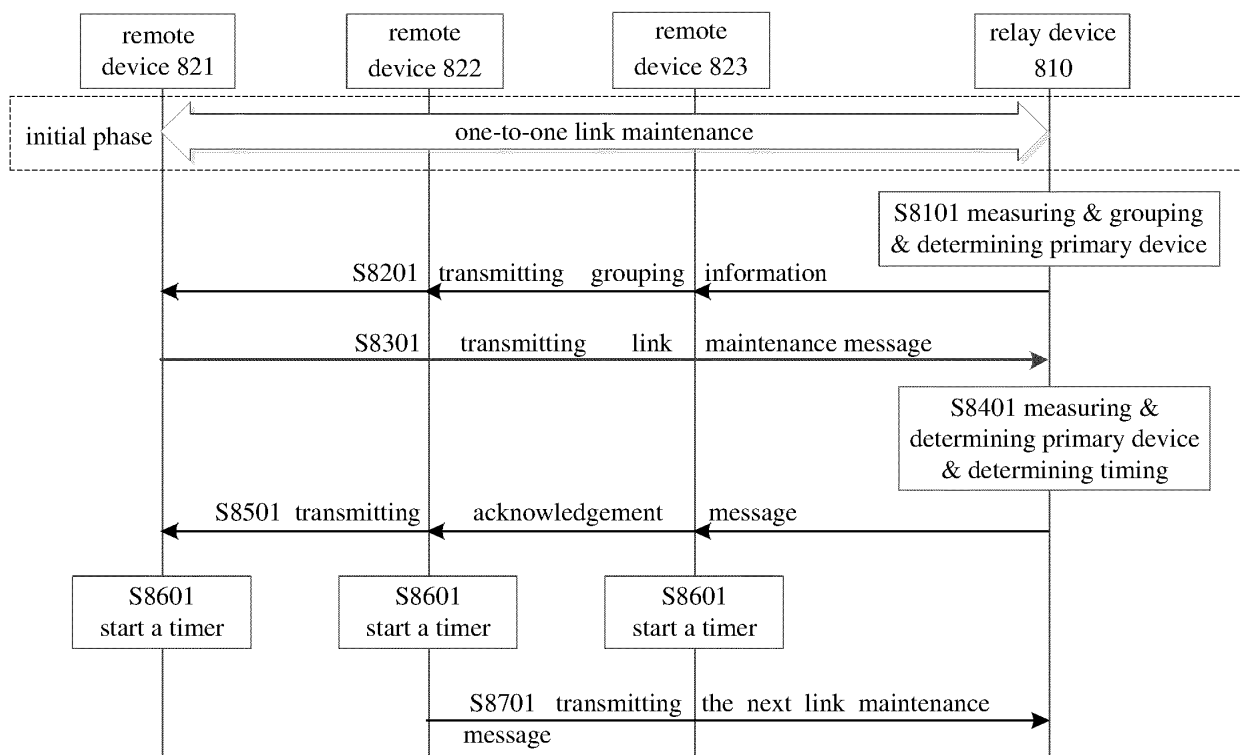 remote
device 821
remote
device 822
remote
device 823
relay device
810
initial phase
one-to-one link maintenance
S8101 measuring & grouping
& determining primary device
S8201 transmitting grouping information
S8301 transmitting link maintenance message
S8401 measuring &
determining primary device
& determining timing
S8501 transmitting acknowledgement message
S8601
start a timer
S8601
start a timer
S8601
start a timer
S8701 transmitting the next link maintenance
message